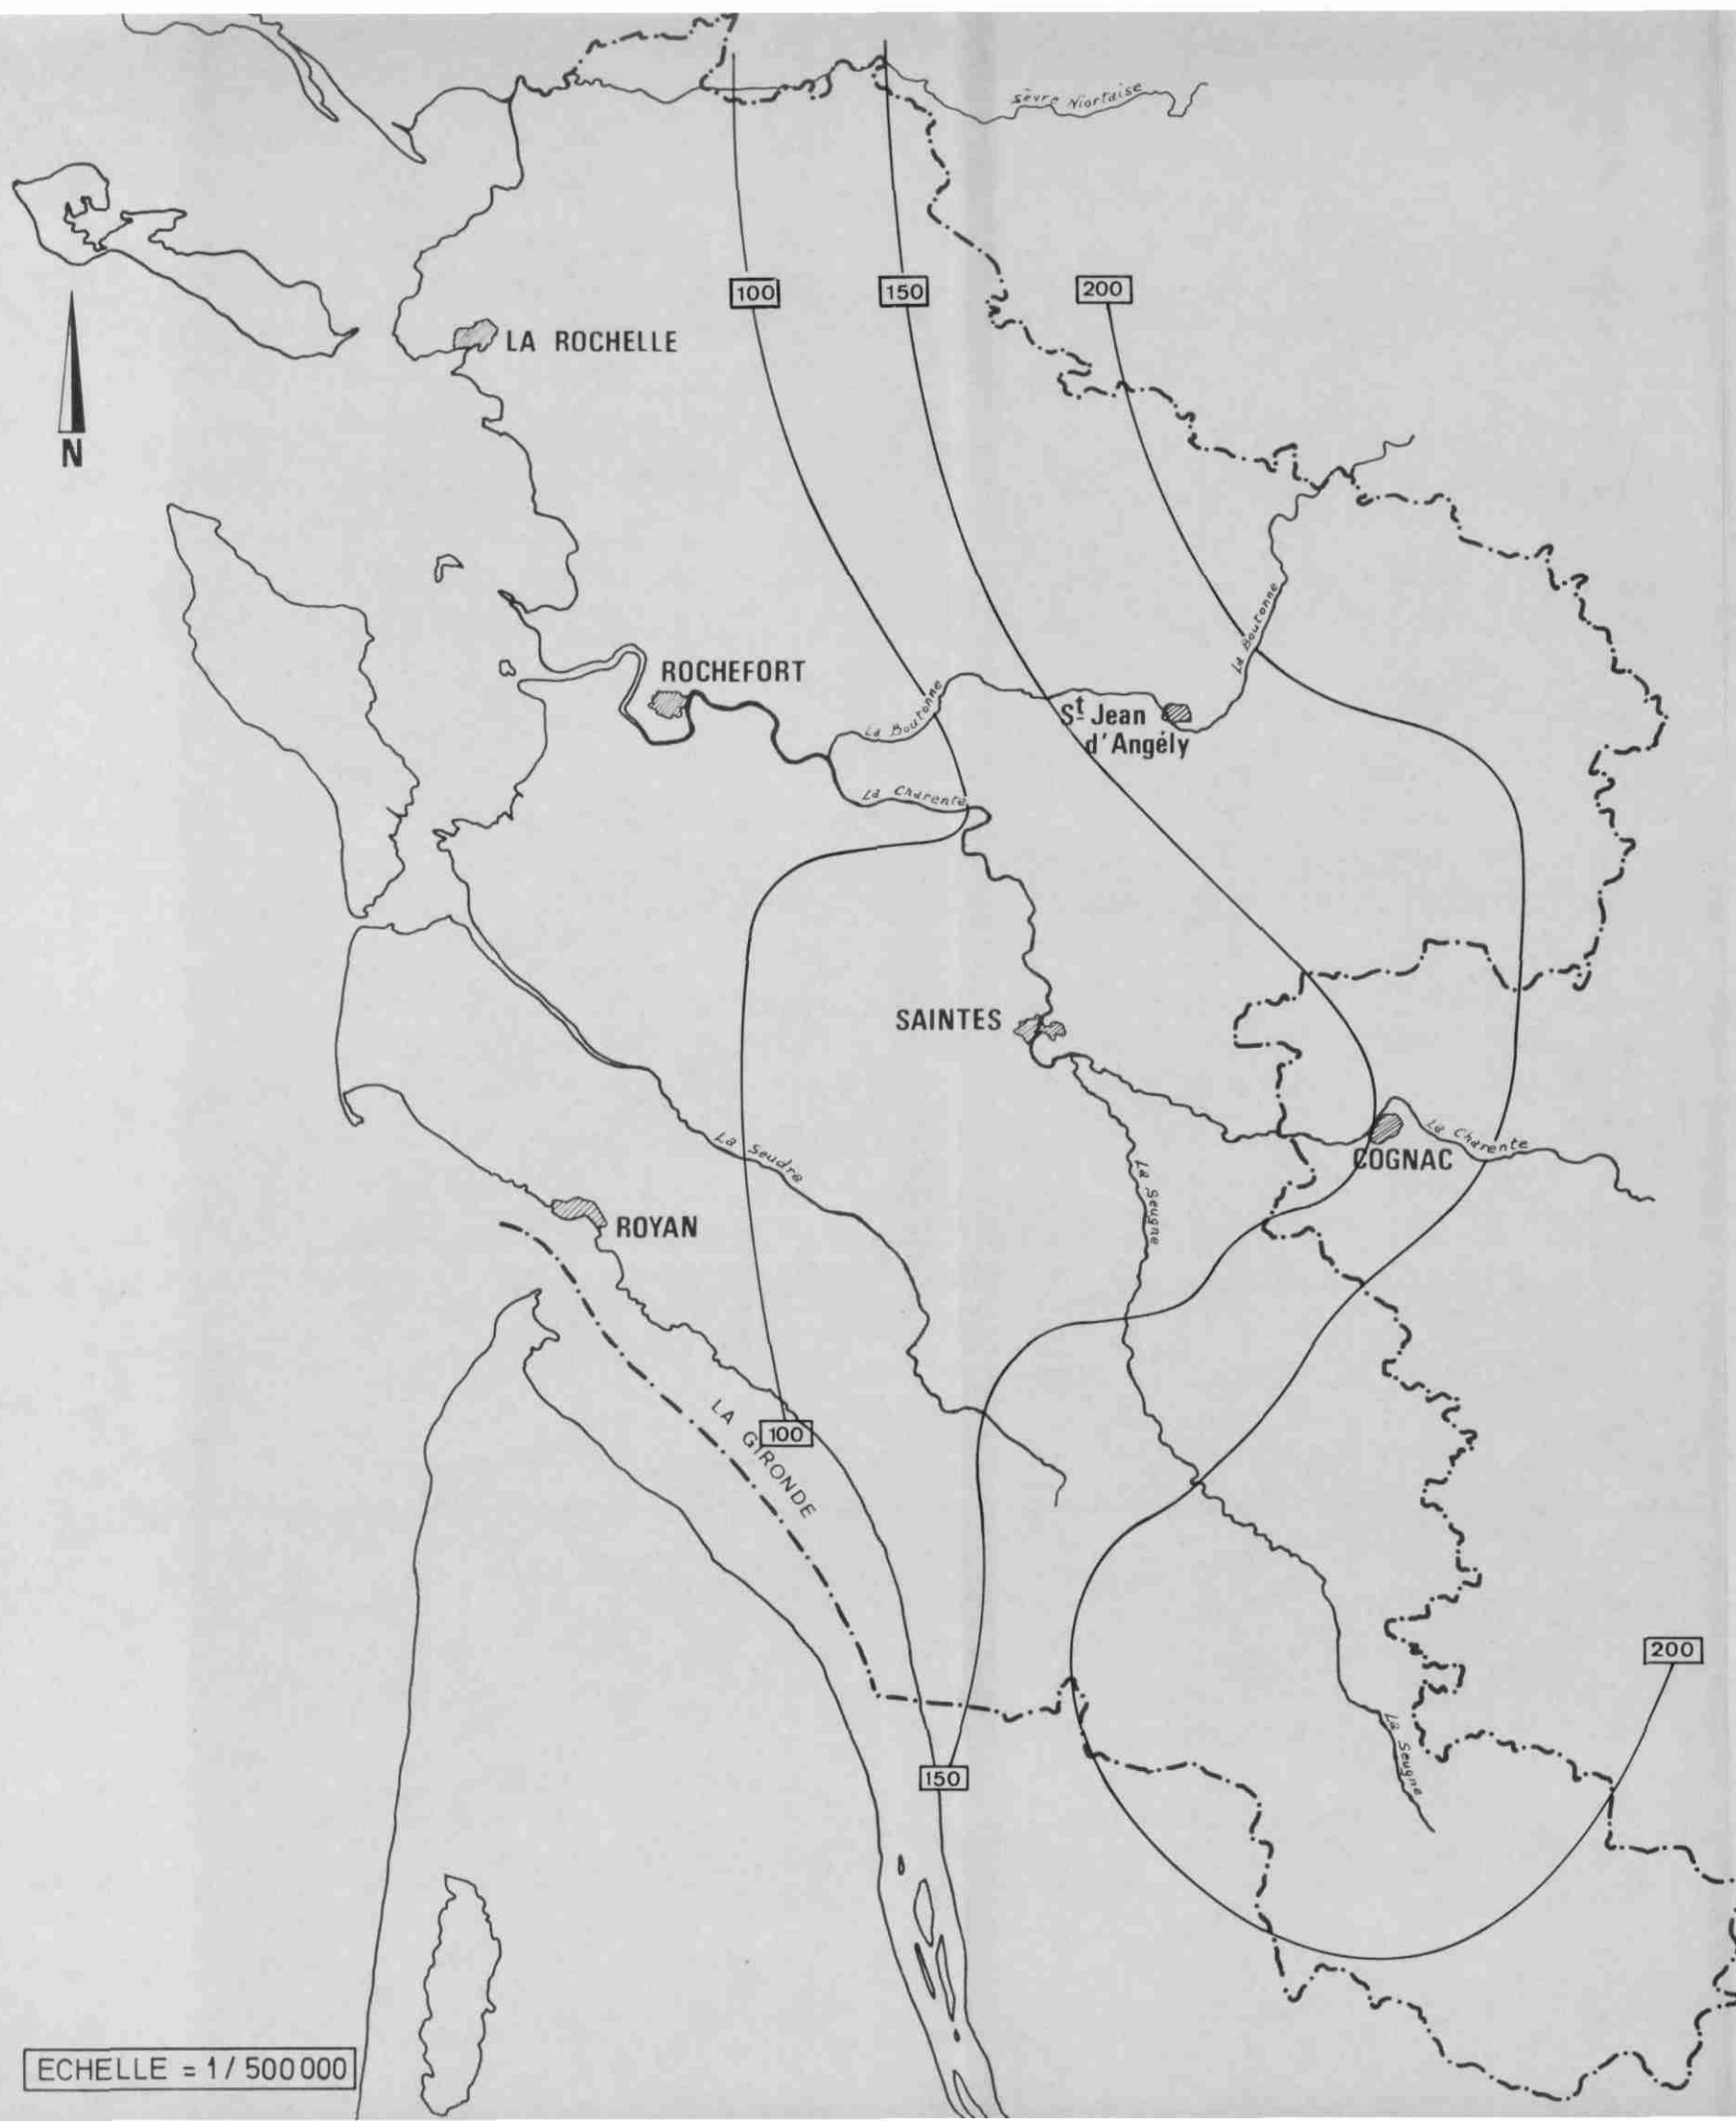 Sèvre Niortaise
100
150
200
LA ROCHELLE
N
La Boutonne
ROCHEFORT
La Boutonne
St Jean
d'Angély
La Charente
SAINTES
La Charente
COGNAC
La Seudre
La Seugne
ROYAN
LA GIRONDE
100
200
La Seugne
150
ECHELLE = 1/500000